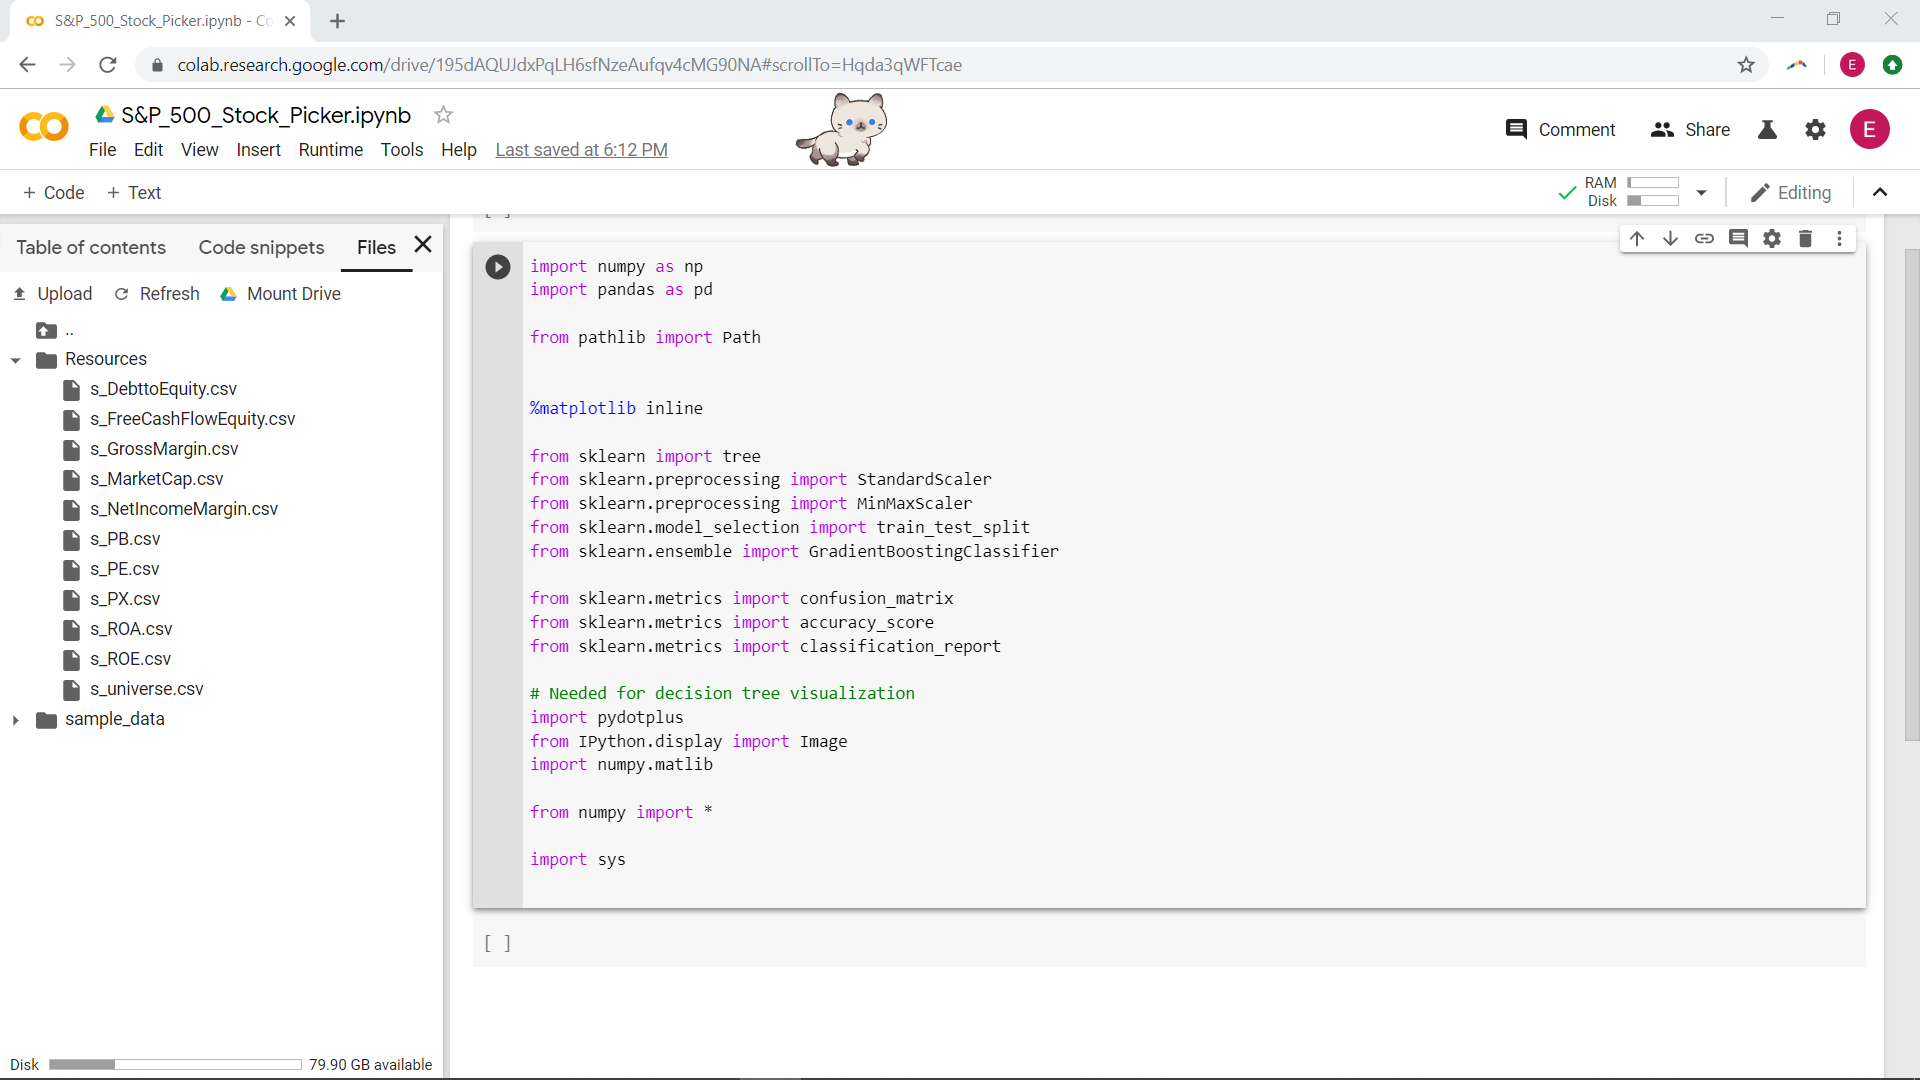 S&P_500_Stock_Picker.ipynb - Co
colab.research.google.com/drive/195dAQUJdxPqLH6sfNzeAufqv4cMG90NA#scrollTo=Hqda3qWFTcae
E
S&P_500_Stock_Picker.ipynb
Comment
Share
E
File Edit View Insert Runtime Tools Help Last saved at 6:12 PM
+ Code + Text
RAM
Disk
Editing
Table of contents Code snippets Files
Upload Refresh Mount Drive
..
Resources
s_DebttoEquity.csv
s_FreeCashFlowEquity.csv
s_GrossMargin.csv
s_MarketCap.csv
s_NetIncomeMargin.csv
s_PB.csv
s_PE.csv
s_PX.csv
s_ROA.csv
s_ROE.csv
s_universe.csv
sample_data
Disk 79.90 GB available
[ ]
import numpy as np
import pandas as pd
from pathlib import Path
%matplotlib inline
from sklearn import tree
from sklearn.preprocessing import StandardScaler
from sklearn.preprocessing import MinMaxScaler
from sklearn.model_selection import train_test_split
from sklearn.ensemble import GradientBoostingClassifier
from sklearn.metrics import confusion_matrix
from sklearn.metrics import accuracy_score
from sklearn.metrics import classification_report
# Needed for decision tree visualization
import pydotplus
from IPython.display import Image
import numpy.matlib
from numpy import *
import sys
[ ]